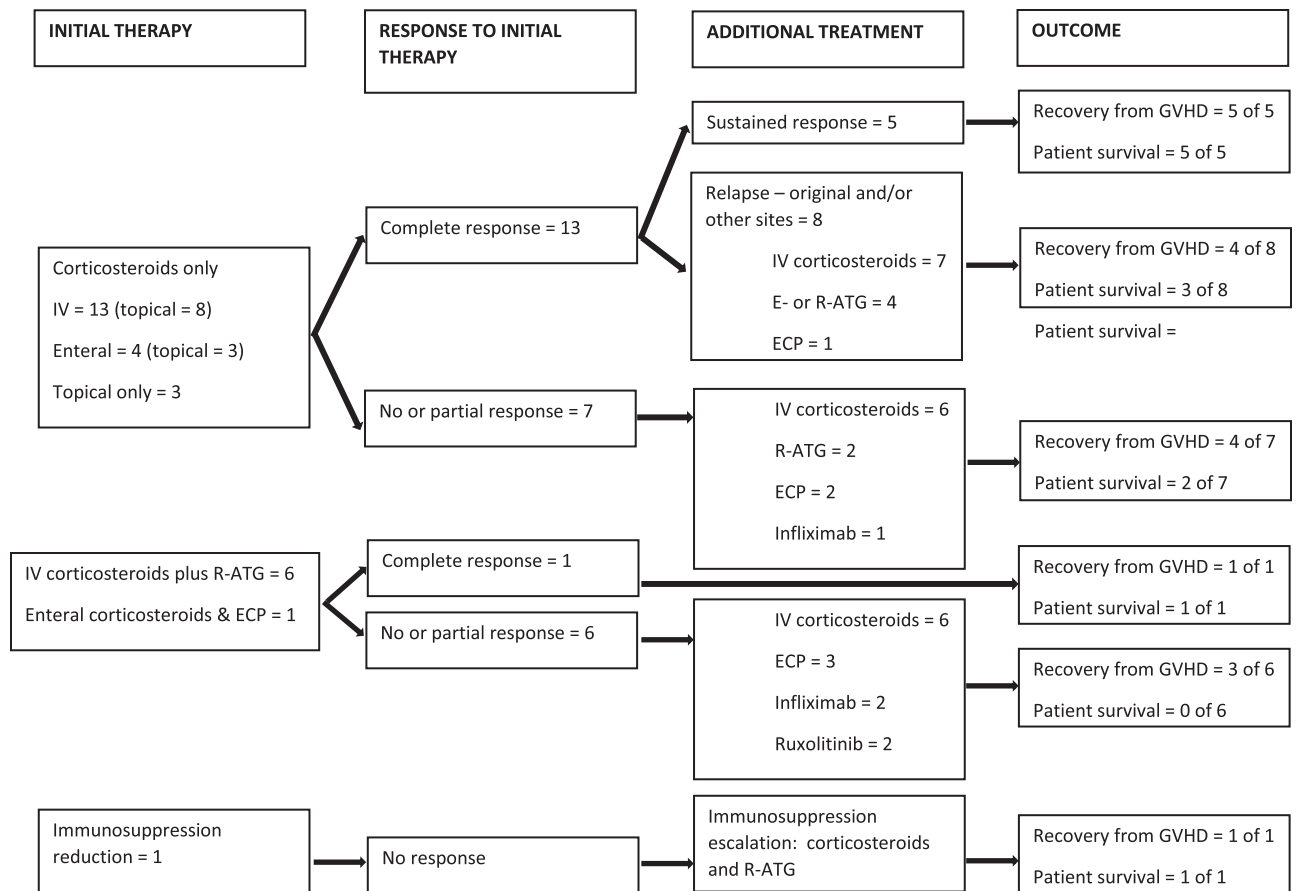 INITIAL THERAPY
RESPONSE TO INITIAL
THERAPY
ADDITIONAL TREATMENT
OUTCOME
Corticosteroids only
IV = 13 (topical = 8)
Enteral = 4 (topical = 3)
Topical only = 3
Complete response = 13
Sustained response = 5
Recovery from GVHD = 5 of 5
Patient survival = 5 of 5
Relapse – original and/or
other sites = 8
IV corticosteroids = 7
E- or R-ATG = 4
ECP = 1
Recovery from GVHD = 4 of 8
Patient survival = 3 of 8
Patient survival =
No or partial response = 7
IV corticosteroids = 6
R-ATG = 2
ECP = 2
Infliximab = 1
Recovery from GVHD = 4 of 7
Patient survival = 2 of 7
IV corticosteroids plus R-ATG = 6
Enteral corticosteroids & ECP = 1
Complete response = 1
Recovery from GVHD = 1 of 1
Patient survival = 1 of 1
No or partial response = 6
IV corticosteroids = 6
ECP = 3
Infliximab = 2
Ruxolitinib = 2
Recovery from GVHD = 3 of 6
Patient survival = 0 of 6
Immunosuppression
reduction = 1
No response
Immunosuppression
escalation: corticosteroids
and R-ATG
Recovery from GVHD = 1 of 1
Patient survival = 1 of 1